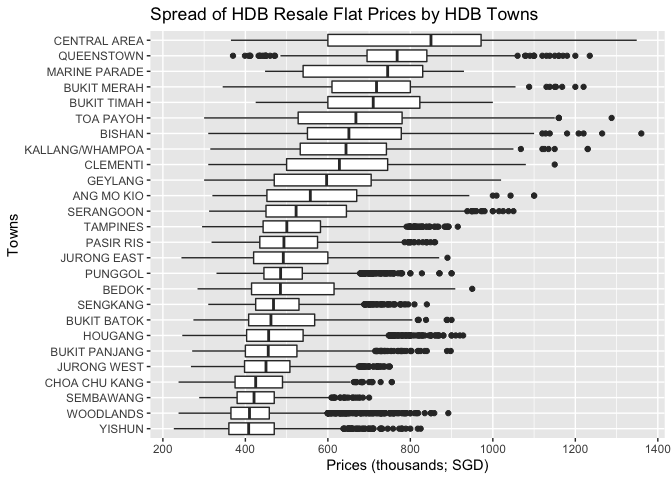 Spread of HDB Resale Flat Prices by HDB Towns
Towns
CENTRAL AREA
QUEENSTOWN
MARINE PARADE
BUKIT MERAH
BUKIT TIMAH
TOA PAYOH
BISHAN
KALLANG/WHAMPOA
CLEMENTI
GEYLANG
ANG MO KIO
SERANGOON
TAMPINES
PASIR RIS
JURONG EAST
PUNGGOL
BEDOK
SENGKANG
BUKIT BATOK
HOUGANG
BUKIT PANJANG
JURONG WEST
CHOA CHU KANG
SEMBAWANG
WOODLANDS
YISHUN
200 400 600 800 1000 1200 1400
Prices (thousands; SGD)